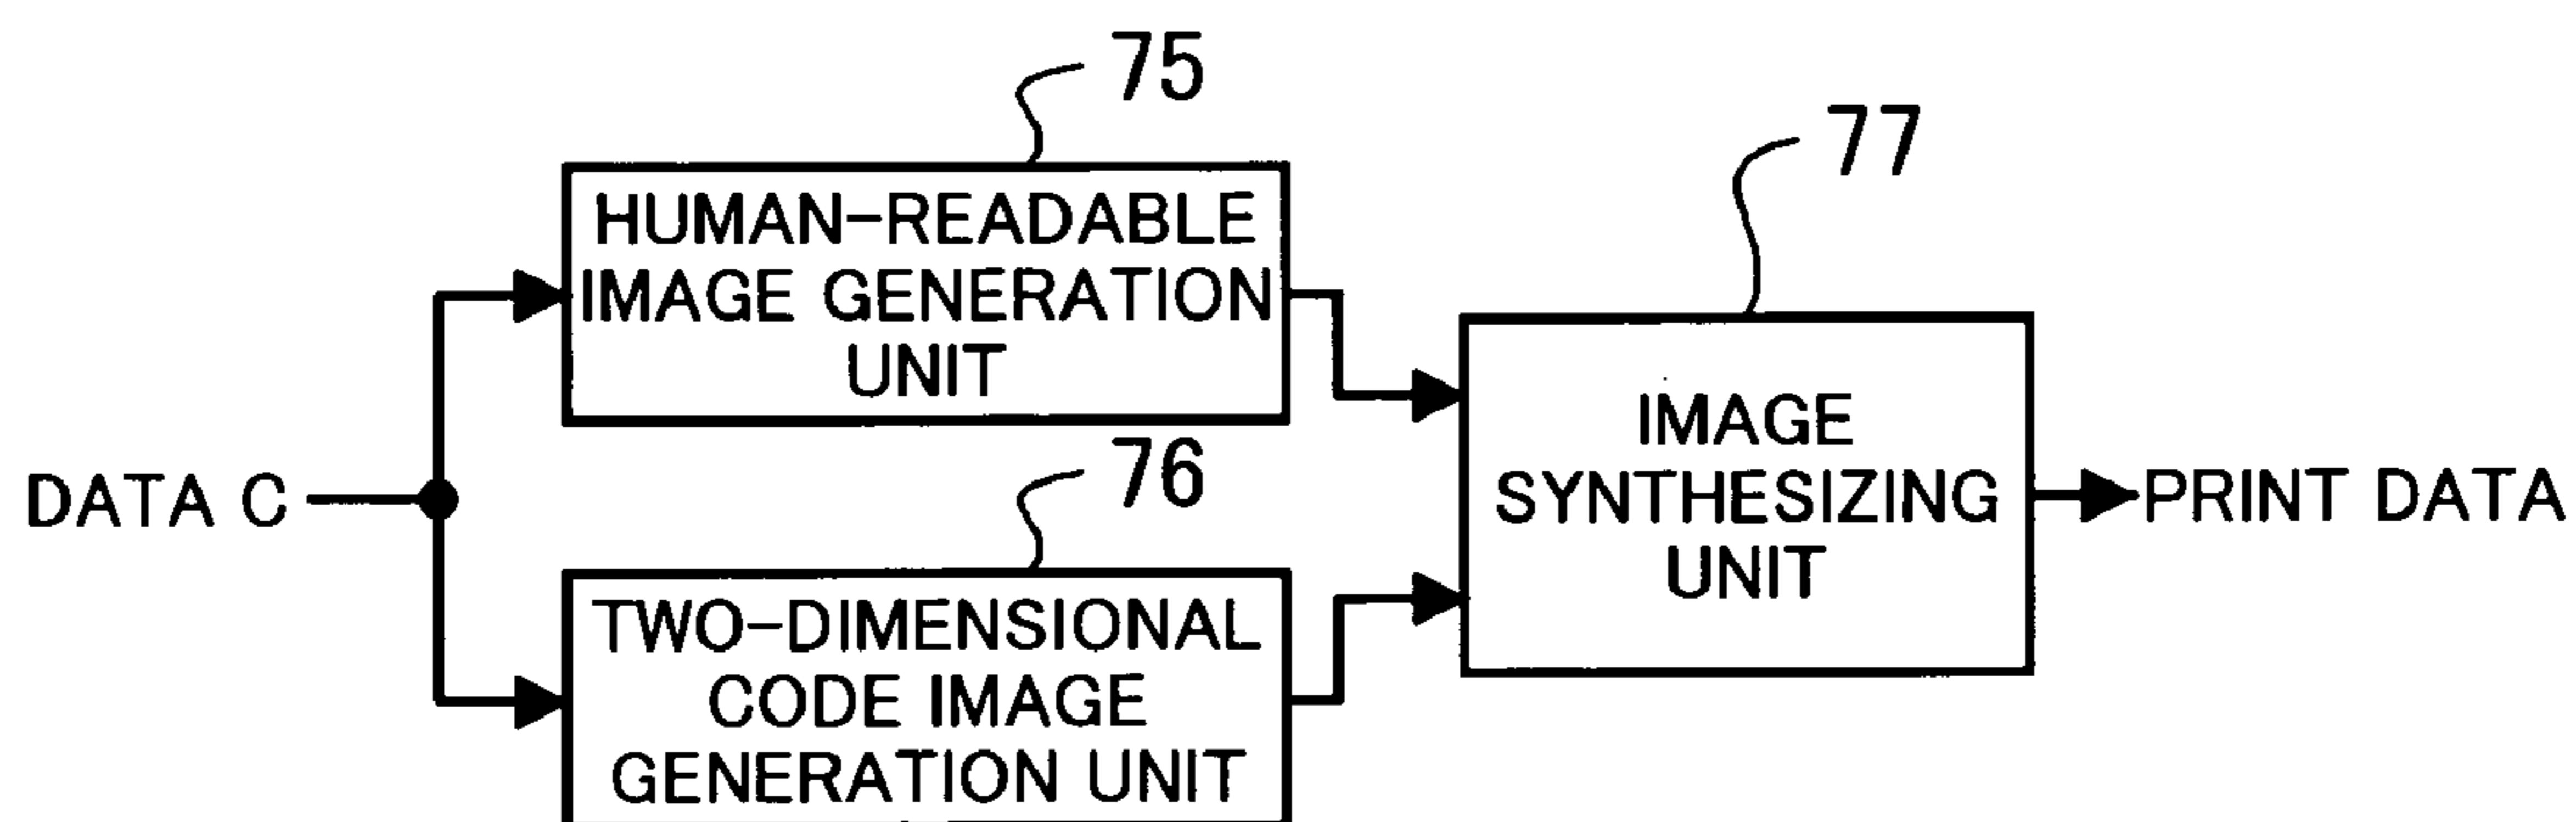 75
77
HUMAN-READABLE
IMAGE GENERATION
UNIT
IMAGE
SYNTHESIZING
UNIT
DATA C
PRINT DATA
76
TWO-DIMENSIONAL
CODE IMAGE
GENERATION UNIT